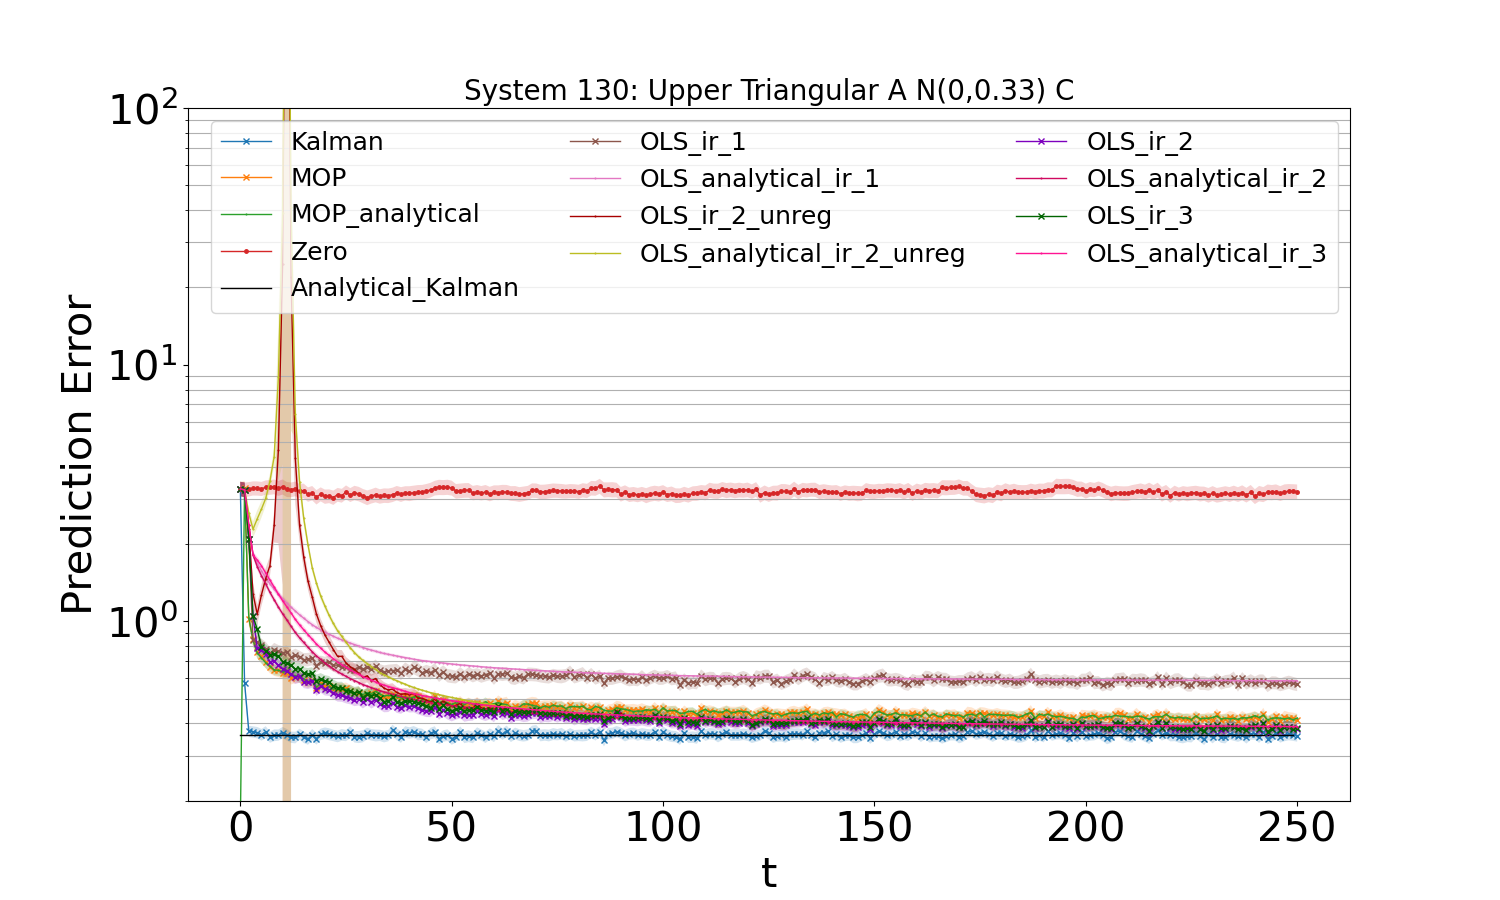 System 130: Upper Triangular A N(0,0.33) C
10²
10¹
10⁰
Prediction Error
Kalman
MOP
MOP_analytical
Zero
Analytical_Kalman
OLS_ir_1
OLS_analytical_ir_1
OLS_ir_2_unreg
OLS_analytical_ir_2_unreg
OLS_ir_2
OLS_analytical_ir_2
OLS_ir_3
OLS_analytical_ir_3
0 50 100 150 200 250
t